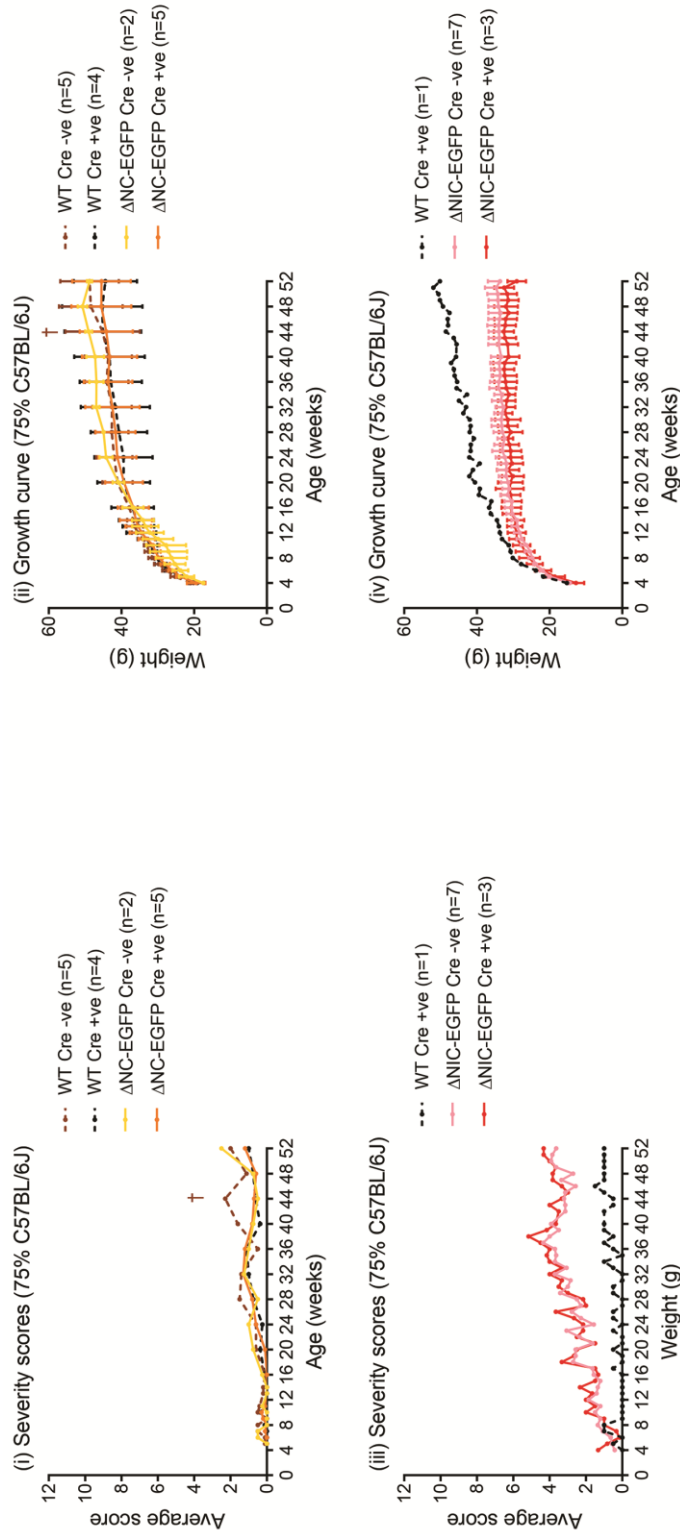 (i) Severity scores (75% C57BL/6J)
12
10
8
6
4
2
0
Average score
0 4 8 12 16 20 24 28 32 36 40 44 48 52
Age (weeks)
†
WT Cre -ve (n=5)
WT Cre +ve (n=4)
ΔNC-EGFP Cre -ve (n=2)
ΔNC-EGFP Cre +ve (n=5)
(ii) Growth curve (75% C57BL/6J)
60
40
20
0
Weight (g)
0 4 8 12 16 20 24 28 32 36 40 44 48 52
Age (weeks)
†
WT Cre -ve (n=5)
WT Cre +ve (n=4)
ΔNC-EGFP Cre -ve (n=2)
ΔNC-EGFP Cre +ve (n=5)
(iii) Severity scores (75% C57BL/6J)
12
10
8
6
4
2
0
Average score
0 4 8 12 16 20 24 28 32 36 40 44 48 52
Weight (g)
WT Cre +ve (n=1)
ΔNIC-EGFP Cre -ve (n=7)
ΔNIC-EGFP Cre +ve (n=3)
(iv) Growth curve (75% C57BL/6J)
60
40
20
0
Weight (g)
0 4 8 12 16 20 24 28 32 36 40 44 48 52
Age (weeks)
WT Cre +ve (n=1)
ΔNIC-EGFP Cre -ve (n=7)
ΔNIC-EGFP Cre +ve (n=3)